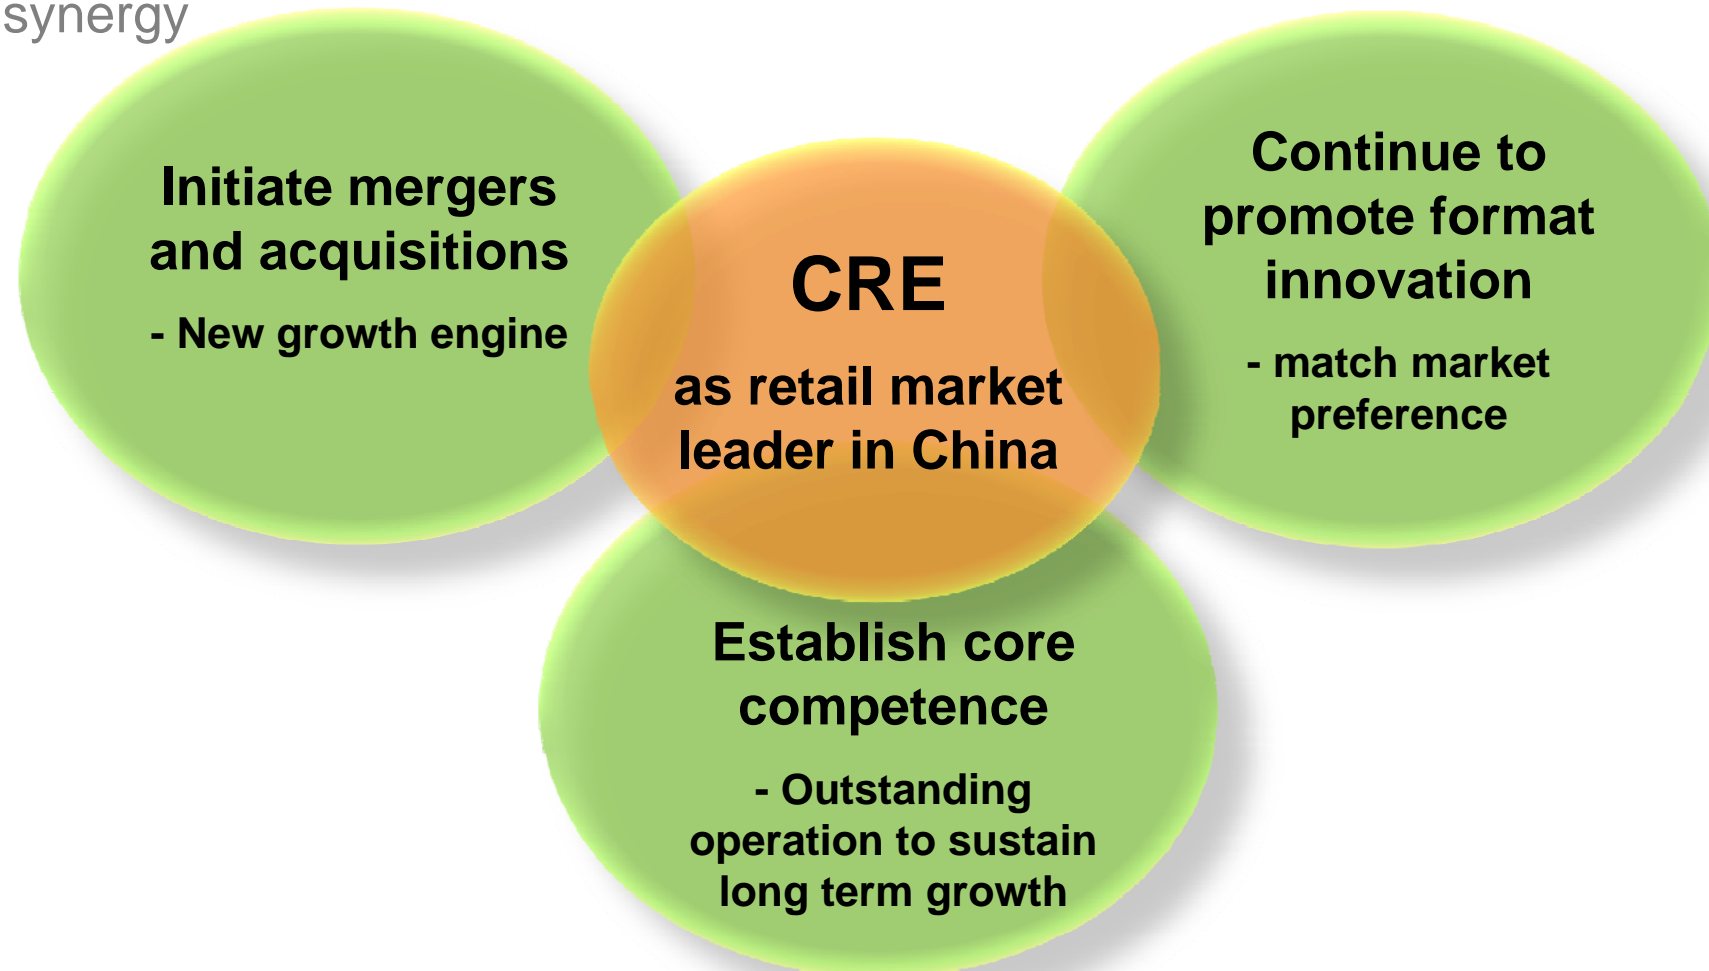 synergy
Initiate mergers
and acquisitions
- New growth engine
CRE
as retail market
leader in China
Continue to
promote format
innovation
- match market
preference
Establish core
competence
- Outstanding
operation to sustain
long term growth